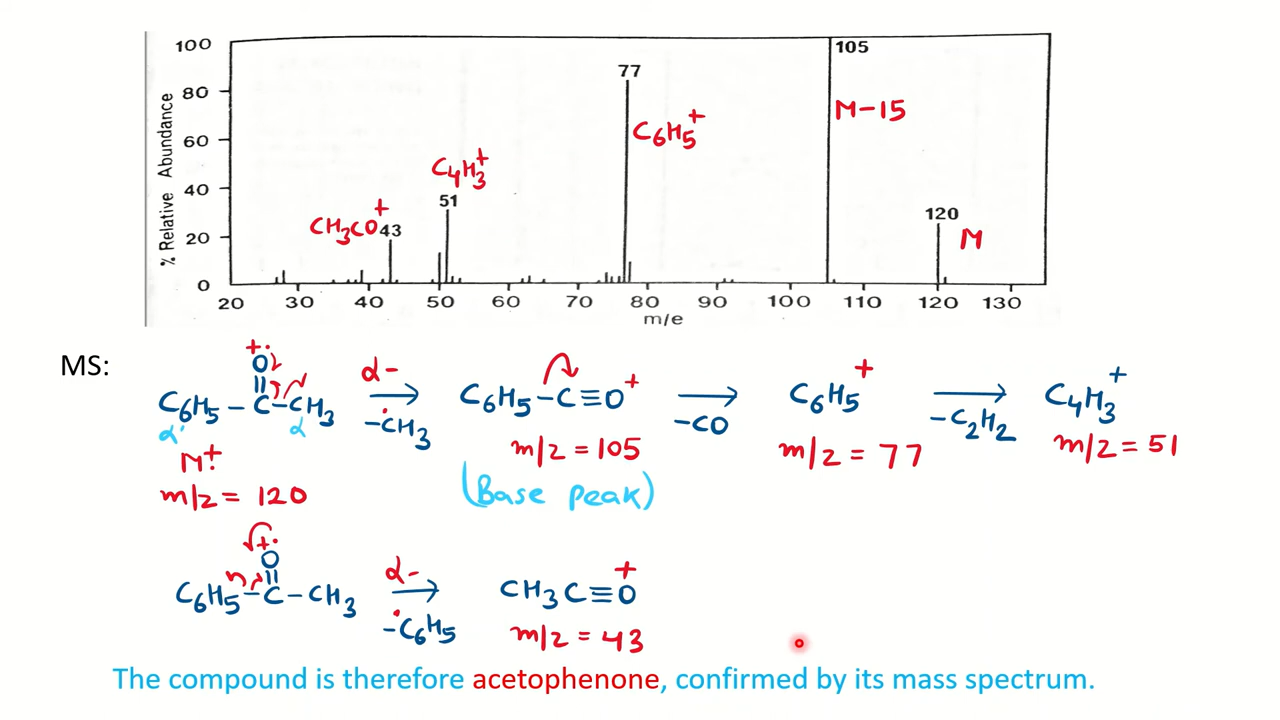 100
80
60
40
20
0
% Relative Abundance
20 30 40 50 60 70 80 90 100 110 120 130
m/e
CH₃CO⁺ 43
C₄H₃⁺
51
77
C₆H₅⁺
105
M-15
120
M
MS:
C₆H₅-C(=O⁺·)-CH₃
α' α
M⁺·
m/z = 120
α-
-ĊH₃
C₆H₅-C≡O⁺
m/z = 105
(Base peak)
-CO
C₆H₅⁺
m/z = 77
-C₂H₂
C₄H₃⁺
m/z = 51
C₆H₅-C(=O⁺·)-CH₃
α-
-Ċ₆H₅
CH₃C≡O⁺
m/z = 43
The compound is therefore acetophenone, confirmed by its mass spectrum.